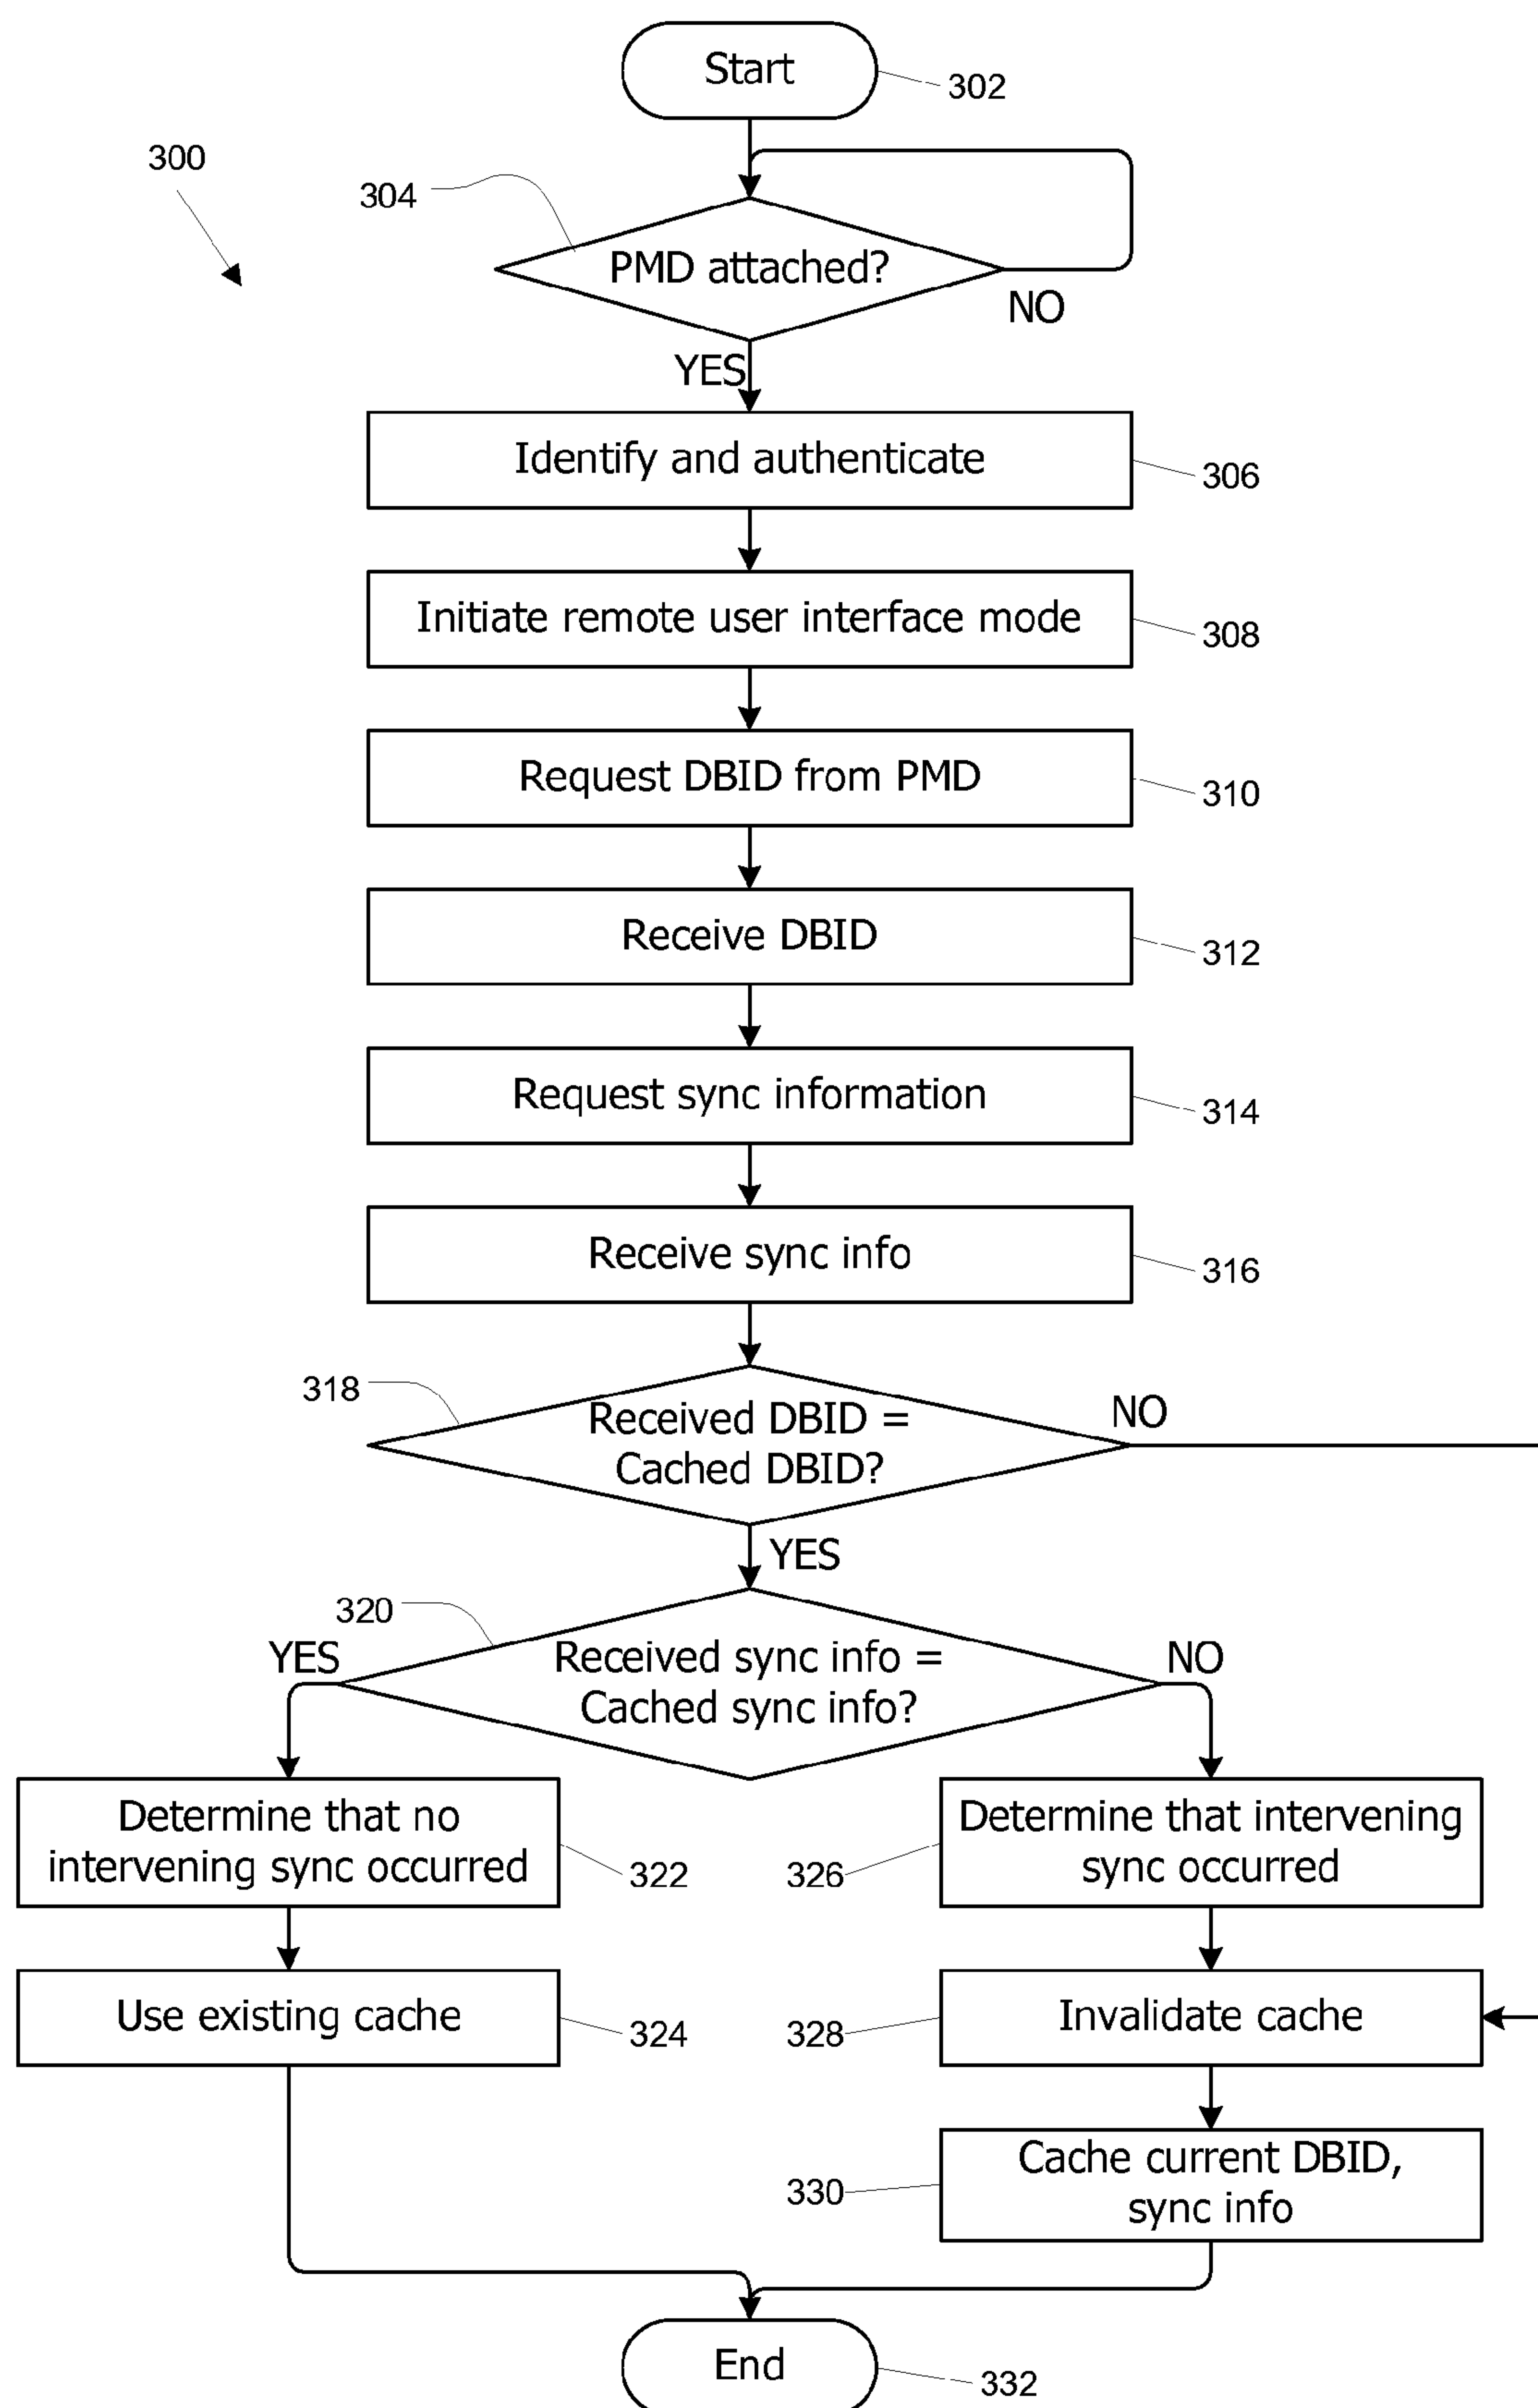 Start
302
300
304
PMD attached?
NO
YES
Identify and authenticate
306
Initiate remote user interface mode
308
Request DBID from PMD
310
Receive DBID
312
Request sync information
314
Receive sync info
316
318
Received DBID =
Cached DBID?
NO
YES
320
Received sync info =
Cached sync info?
YES
NO
Determine that no
intervening sync occurred
322
326
Determine that intervening
sync occurred
Use existing cache
324
328
Invalidate cache
330
Cache current DBID,
sync info
End
332